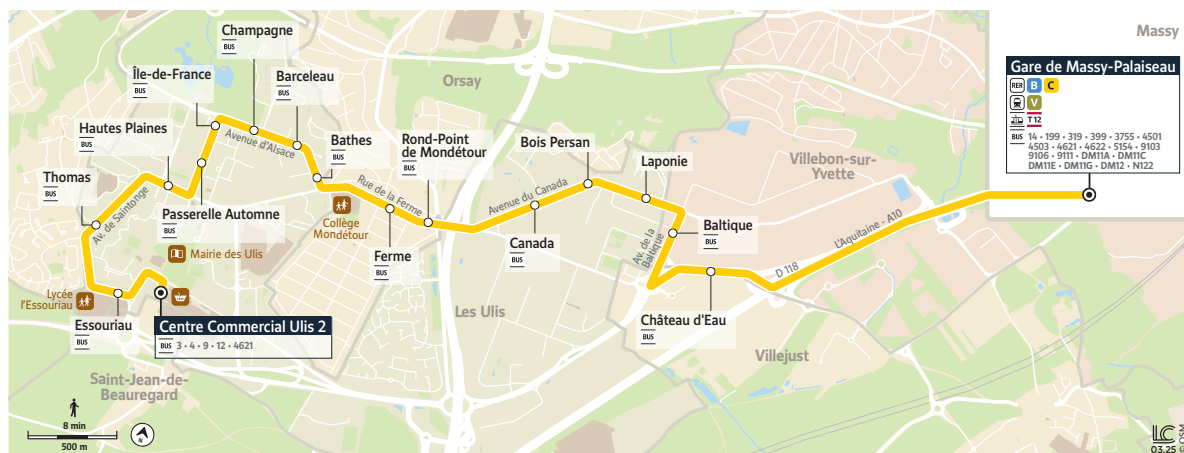 Champagne
BUS
Île-de-France
BUS
Barceleau
BUS
Hautes Plaines
BUS
Bathes
BUS
Rond-Point
de Mondétour
BUS
Bois Persan
Laponie
BUS
Thomas
BUS
Passerelle Automne
Avenue d'Alsace
Av. de Saintonge
Rue de la Ferme
Avenue du Canada
Av. de la
Baltique
L'Aquitaine - A10
D 118
Collège
Mondétour
Mairie des Ulis
Lycée
l'Essouriau
Ferme
BUS
Canada
BUS
Baltique
BUS
Château d'Eau
BUS
Essouriau
BUS
Centre Commercial Ulis 2
BUS 3 • 4 • 9 • 12 • 4621
Orsay
Les Ulis
Villebon-sur-
Yvette
Villejust
Saint-Jean-de-
Beauregard
Massy
Gare de Massy-Palaiseau
RER B C
V
T 12
BUS 14 • 199 • 319 • 399 • 3755 • 4501
4503 • 4621 • 4622 • 5154 • 9103
9106 • 9111 • DM11A • DM11C
DM11E • DM11G • DM12 • N122
8 min
500 m
N
LC
03.25 © OSM